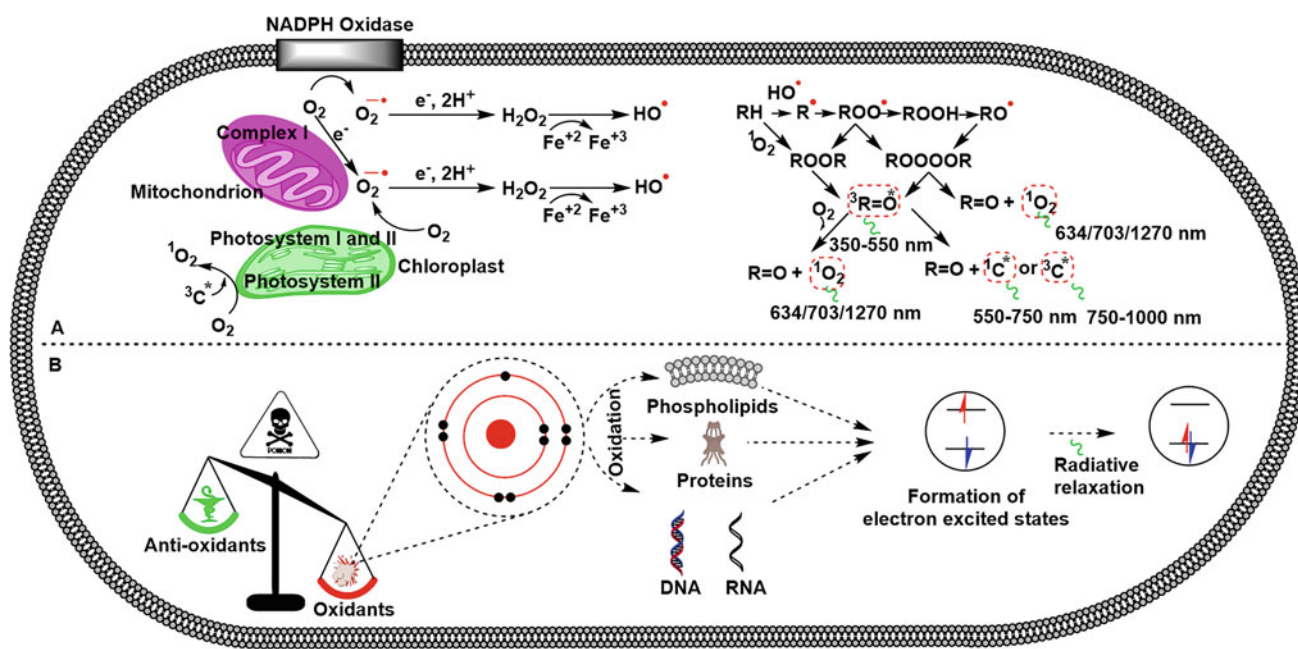 NADPH Oxidase
O₂
O₂⁻•
e⁻, 2H⁺
H₂O₂
HO•
Fe⁺² Fe⁺³
e⁻
Complex I
Mitochondrion
O₂⁻•
e⁻, 2H⁺
H₂O₂
HO•
Fe⁺² Fe⁺³
O₂
Photosystem I and II
Chloroplast
Photosystem II
¹O₂
³C*
O₂
A
HO•
RH R• ROO• ROOH RO•
¹O₂
ROOR ROOOOR
³R=O*
O₂
350-550 nm
R=O + ¹O₂
634/703/1270 nm
R=O + ¹O₂
634/703/1270 nm
R=O + ¹C* or ³C*
550-750 nm 750-1000 nm
B
POISON
Anti-oxidants
Oxidants
Oxidation
Phospholipids
Proteins
DNA RNA
Formation of
electron excited states
Radiative
relaxation